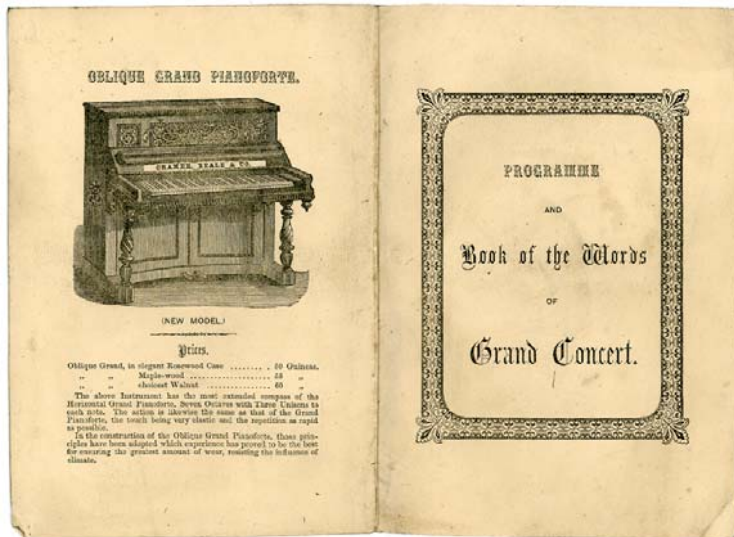 OBLIQUE GRAND PIANOFORTE.
CRAMER, BEALE & CO.
(NEW MODEL.)
Prices.
Oblique Grand, in elegant Rosewood Case ........ . 50 Guineas.
„ „ Maple-wood ........................ 55 „
„ „ choicest Walnut ................... 60 „
The above Instrument has the most extended compass of the
Horizontal Grand Pianoforte, Seven Octaves with Three Unisons to
each note. The action is likewise the same as that of the Grand
Pianoforte, the touch being very elastic and the repetition as rapid
as possible.
In the construction of the Oblique Grand Pianoforte, those prin-
ciples have been adopted which experience has proved to be the best
for ensuring the greatest amount of wear, resisting the influence of
climate.
PROGRAMME
AND
Book of the Words
OF
Grand Concert.